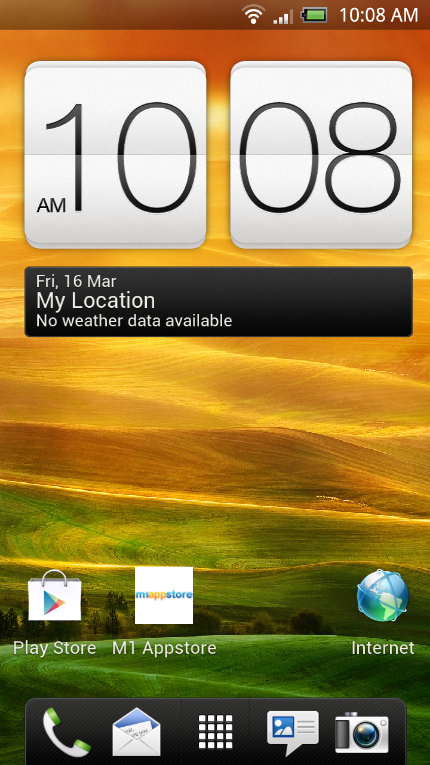 10:08 AM
10 08
AM
Fri, 16 Mar
My Location
No weather data available
m1appstore
Play Store M1 Appstore Internet